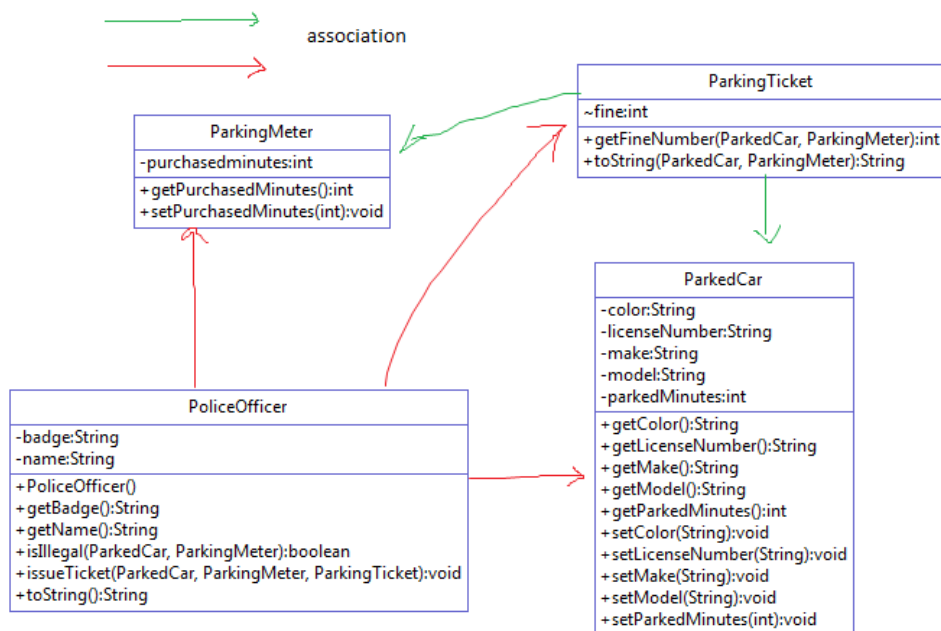 association
ParkingTicket
~fine:int
+getFineNumber(ParkedCar, ParkingMeter):int
+toString(ParkedCar, ParkingMeter):String
ParkingMeter
-purchasedminutes:int
+getPurchasedMinutes():int
+setPurchasedMinutes(int):void
ParkedCar
-color:String
-licenseNumber:String
-make:String
-model:String
-parkedMinutes:int
+getColor():String
+getLicenseNumber():String
+getMake():String
+getModel():String
+getParkedMinutes():int
+setColor(String):void
+setLicenseNumber(String):void
+setMake(String):void
+setModel(String):void
+setParkedMinutes(int):void
PoliceOfficer
-badge:String
-name:String
+PoliceOfficer()
+getBadge():String
+getName():String
+isIllegal(ParkedCar, ParkingMeter):boolean
+issueTicket(ParkedCar, ParkingMeter, ParkingTicket):void
+toString():String